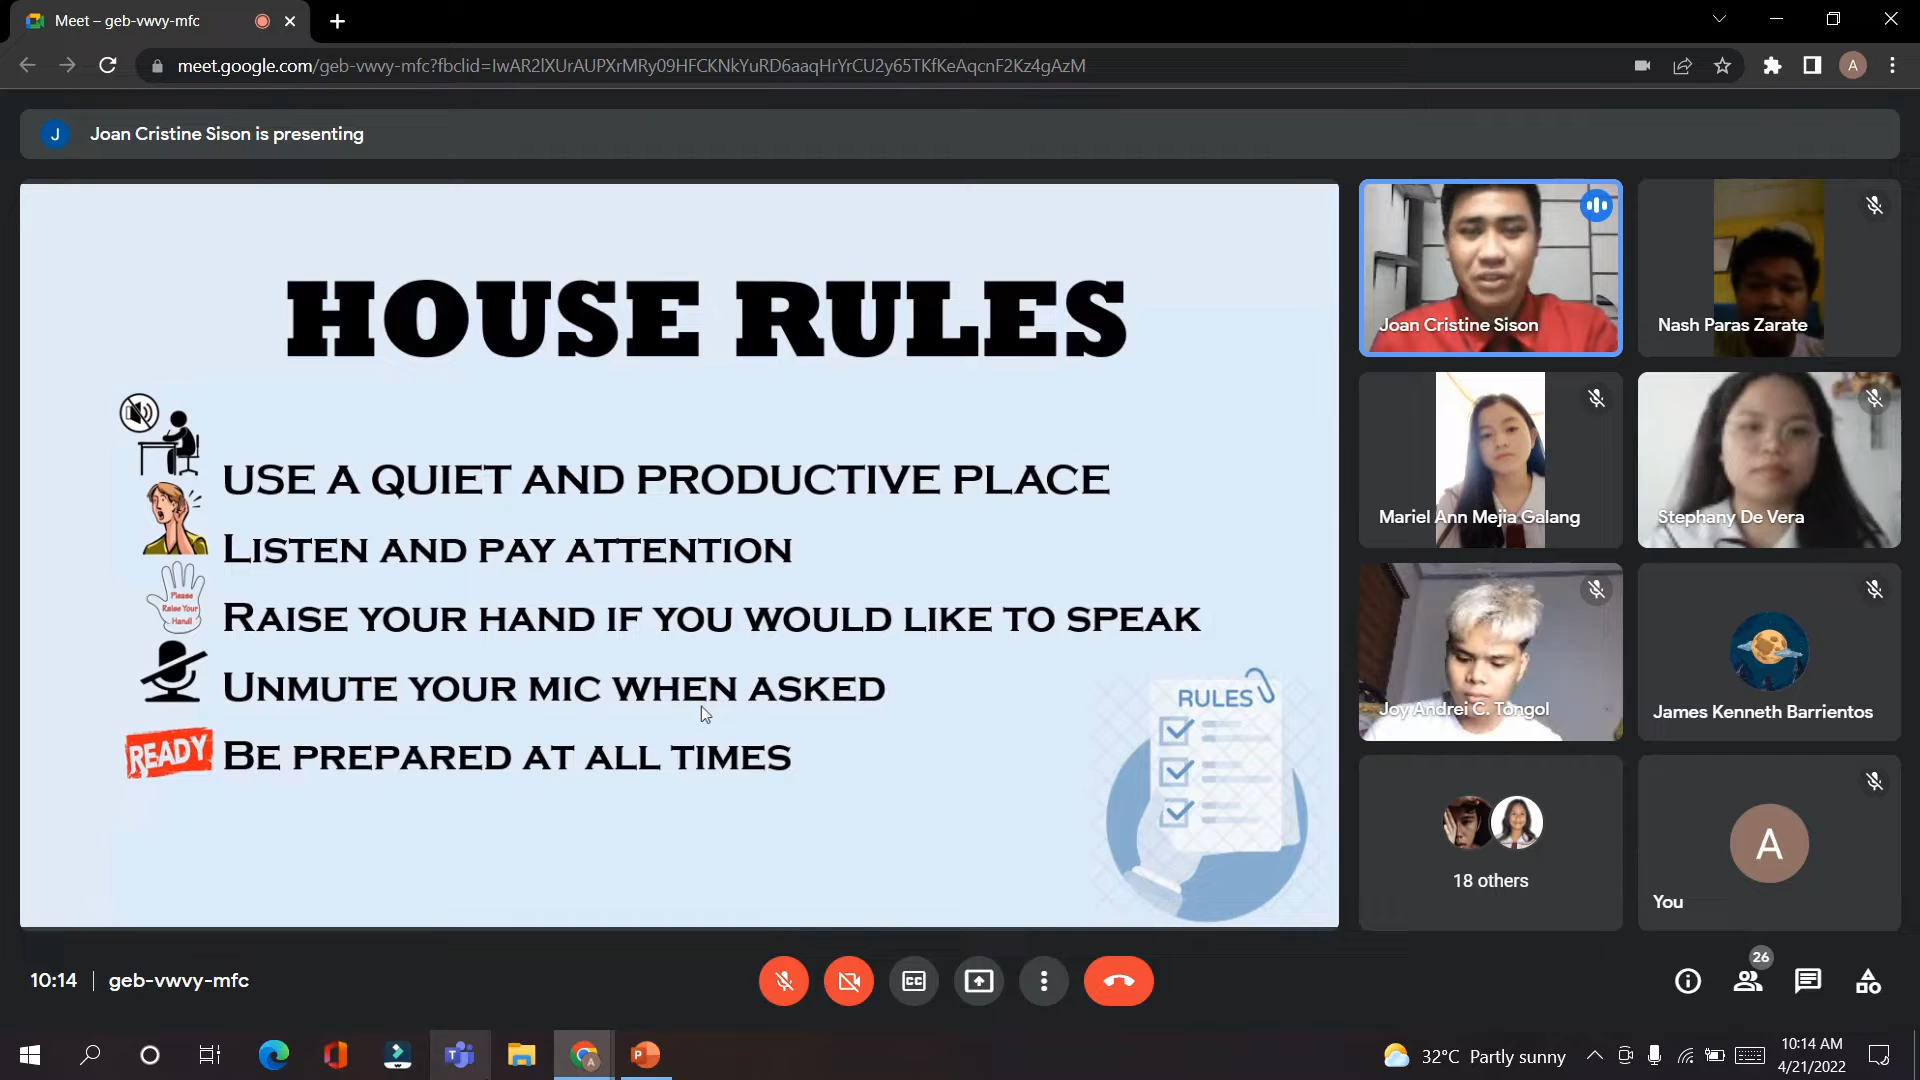 Meet – geb-vwvy-mfc
meet.google.com/geb-vwvy-mfc?fbclid=IwAR2lXUrAUPXrMRy09HFCKNkYuRD6aaqHrYrCU2y65TKfKeAqcnF2Kz4gAzM
A
J
Joan Cristine Sison is presenting
HOUSE RULES
USE A QUIET AND PRODUCTIVE PLACE
LISTEN AND PAY ATTENTION
Please
Raise Your
Hand!
RAISE YOUR HAND IF YOU WOULD LIKE TO SPEAK
UNMUTE YOUR MIC WHEN ASKED
READY
BE PREPARED AT ALL TIMES
RULES
Joan Cristine Sison
Nash Paras Zarate
Mariel Ann Mejia Galang
Stephany De Vera
Joy Andrei C. Tongol
James Kenneth Barrientos
18 others
A
You
10:14
geb-vwvy-mfc
CC
26
32°C Partly sunny
10:14 AM
4/21/2022